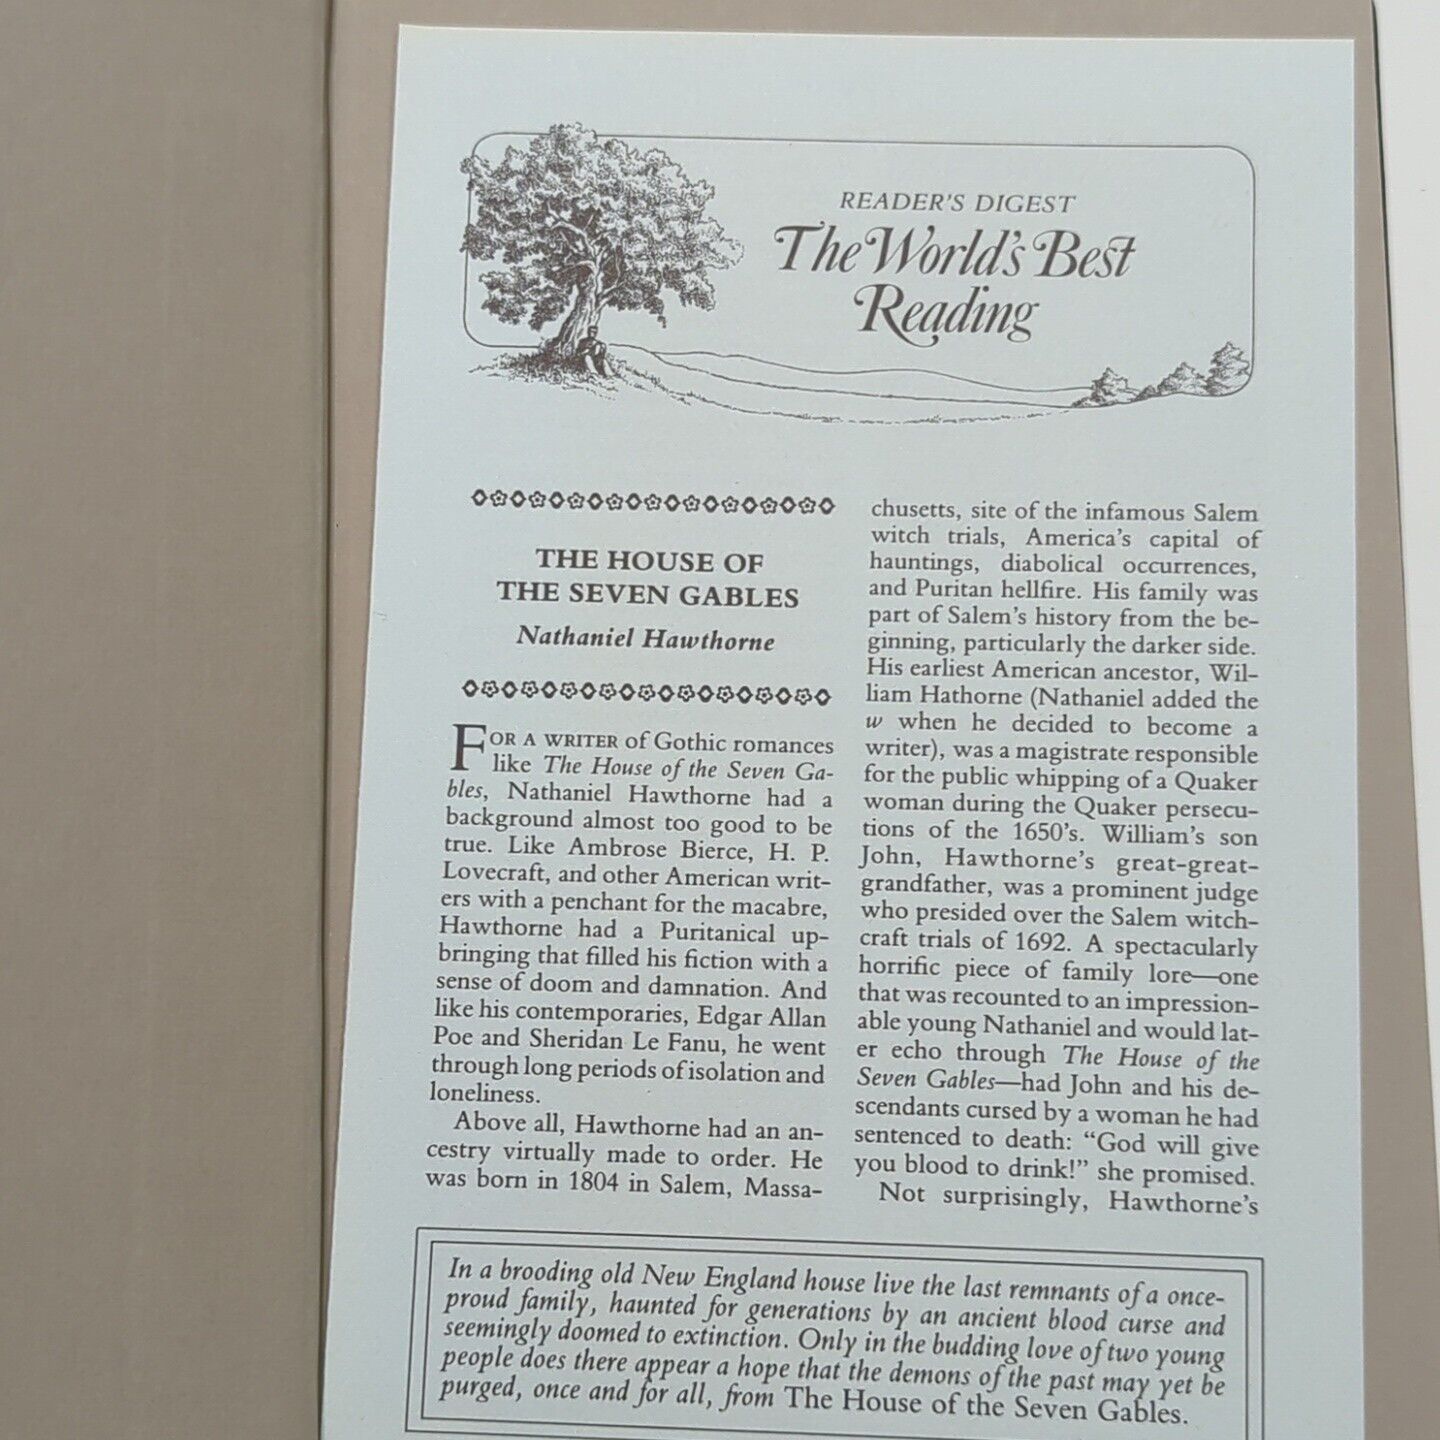 READER'S DIGEST
The World's Best
Reading
THE HOUSE OF
THE SEVEN GABLES
Nathaniel Hawthorne
FOR A WRITER of Gothic romances
like The House of the Seven Ga-
bles, Nathaniel Hawthorne had a
background almost too good to be
true. Like Ambrose Bierce, H. P.
Lovecraft, and other American writ-
ers with a penchant for the macabre,
Hawthorne had a Puritanical up-
bringing that filled his fiction with a
sense of doom and damnation. And
like his contemporaries, Edgar Allan
Poe and Sheridan Le Fanu, he went
through long periods of isolation and
loneliness.
Above all, Hawthorne had an an-
cestry virtually made to order. He
was born in 1804 in Salem, Massa-
chusetts, site of the infamous Salem
witch trials, America's capital of
hauntings, diabolical occurrences,
and Puritan hellfire. His family was
part of Salem's history from the be-
ginning, particularly the darker side.
His earliest American ancestor, Wil-
liam Hathorne (Nathaniel added the
w when he decided to become a
writer), was a magistrate responsible
for the public whipping of a Quaker
woman during the Quaker persecu-
tions of the 1650's. William's son
John, Hawthorne's great-great-
grandfather, was a prominent judge
who presided over the Salem witch-
craft trials of 1692. A spectacularly
horrific piece of family lore—one
that was recounted to an impression-
able young Nathaniel and would lat-
er echo through The House of the
Seven Gables—had John and his de-
scendants cursed by a woman he had
sentenced to death: "God will give
you blood to drink!" she promised.
Not surprisingly, Hawthorne's
In a brooding old New England house live the last remnants of a once-
proud family, haunted for generations by an ancient blood curse and
seemingly doomed to extinction. Only in the budding love of two young
people does there appear a hope that the demons of the past may yet be
purged, once and for all, from The House of the Seven Gables.